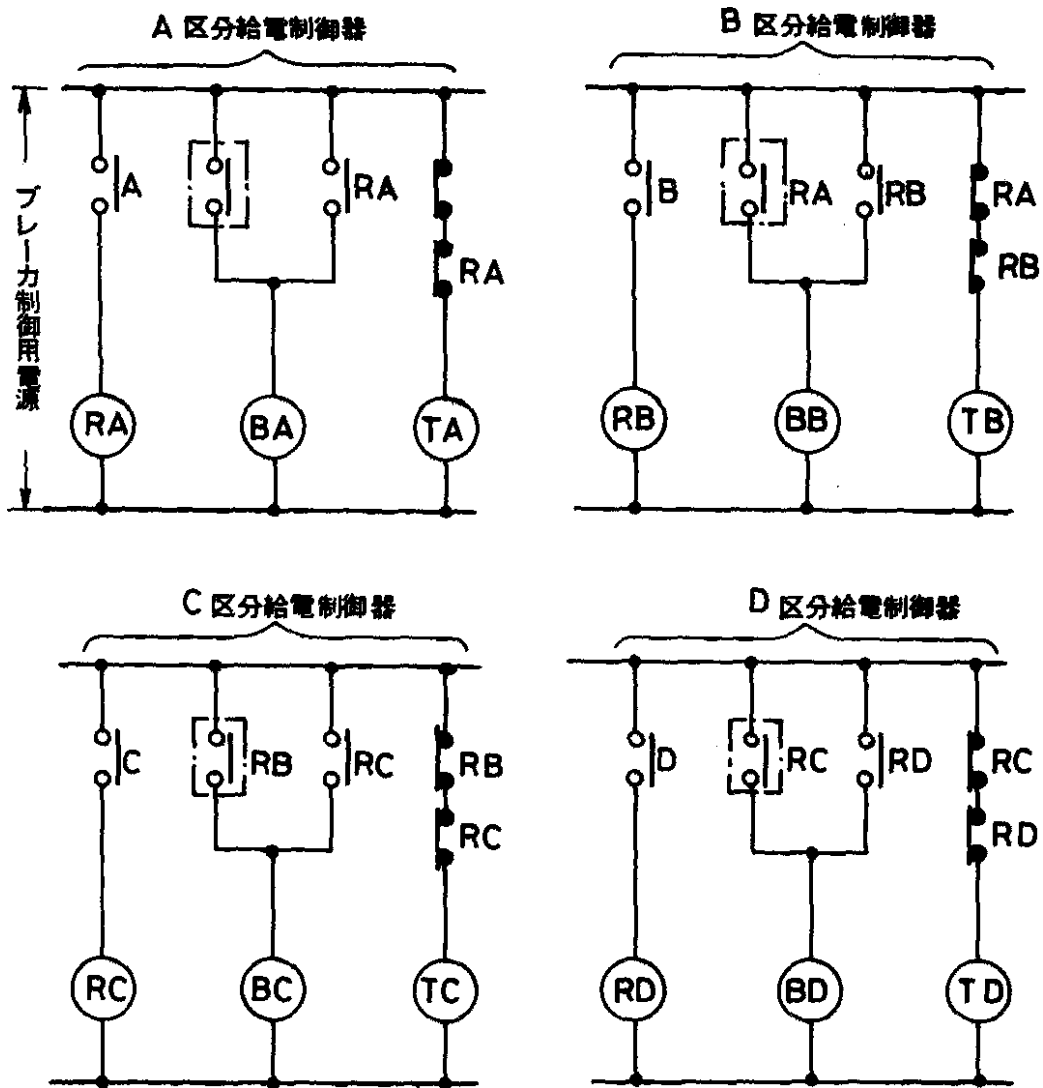 A 区分給電制御器
A
RA
RA
ブレーカ制御用電源
RA
BA
TA
B 区分給電制御器
B
RA
RB
RA
RB
RB
BB
TB
C 区分給電制御器
C
RB
RC
RB
RC
RC
BC
TC
D 区分給電制御器
D
RC
RD
RC
RD
RD
BD
TD